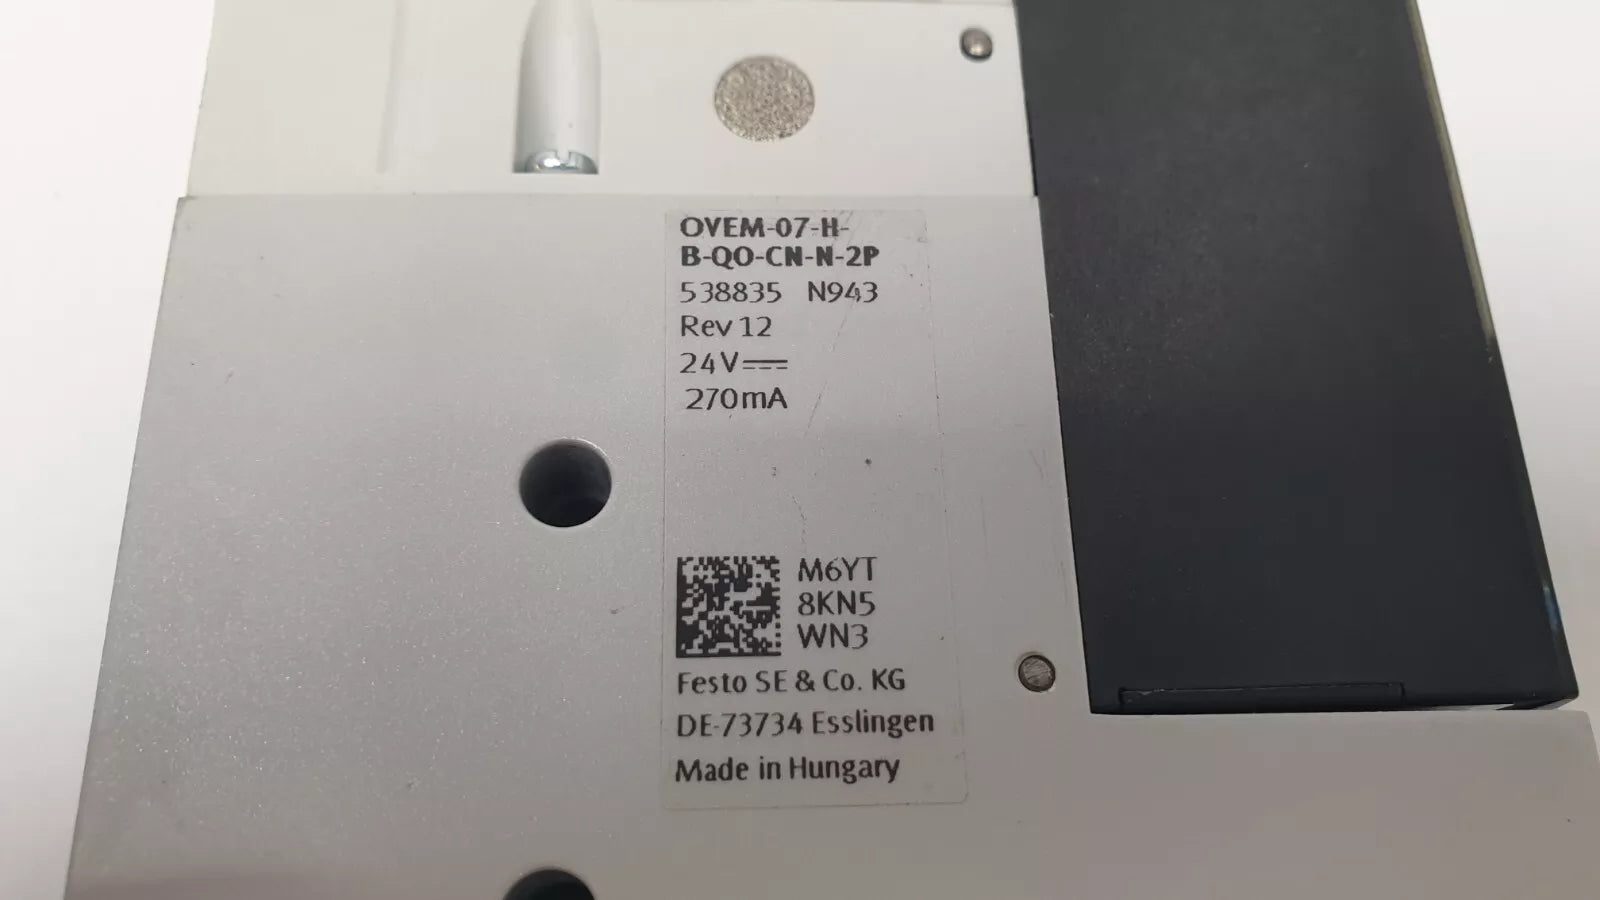 OVEM-07-H-
B-QO-CN-N-2P
538835 N943
Rev 12
24V⎓
270mA
M6YT
8KN5
WN3
Festo SE & Co. KG
DE-73734 Esslingen
Made in Hungary